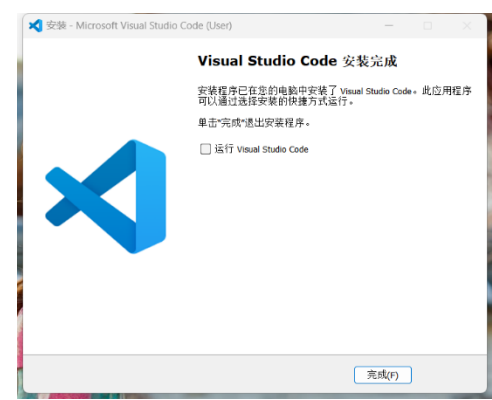 安装 - Microsoft Visual Studio Code (User)
Visual Studio Code 安装完成
安装程序已在您的电脑中安装了 Visual Studio Code。此应用程序
可以通过选择安装的快捷方式运行。
单击“完成”退出安装程序。
运行 Visual Studio Code
完成(F)